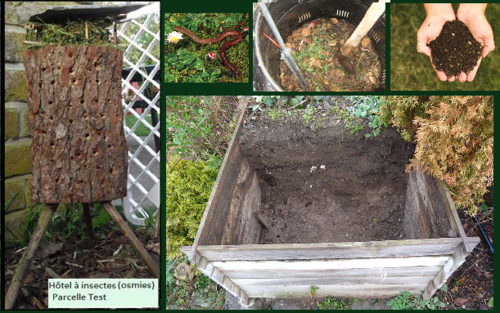 Hôtel à insectes (osmies)
Parcelle Test